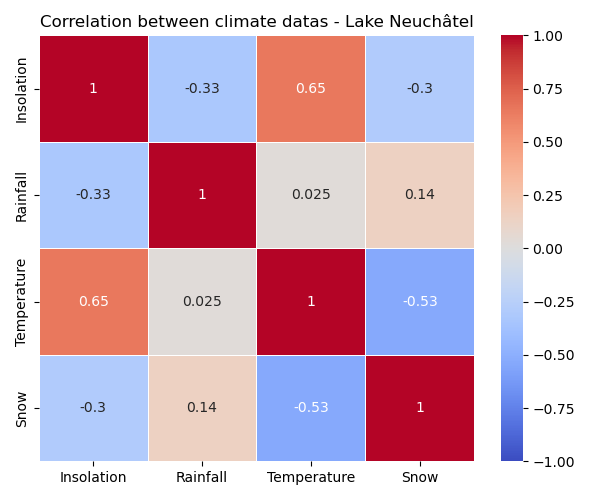 Correlation between climate datas - Lake Neuchâtel
Insolation
1
-0.33
0.65
-0.3
Rainfall
-0.33
1
0.025
0.14
Temperature
0.65
0.025
1
-0.53
Snow
-0.3
0.14
-0.53
1
Insolation
Rainfall
Temperature
Snow
1.00
0.75
0.50
0.25
0.00
−0.25
−0.50
−0.75
−1.00